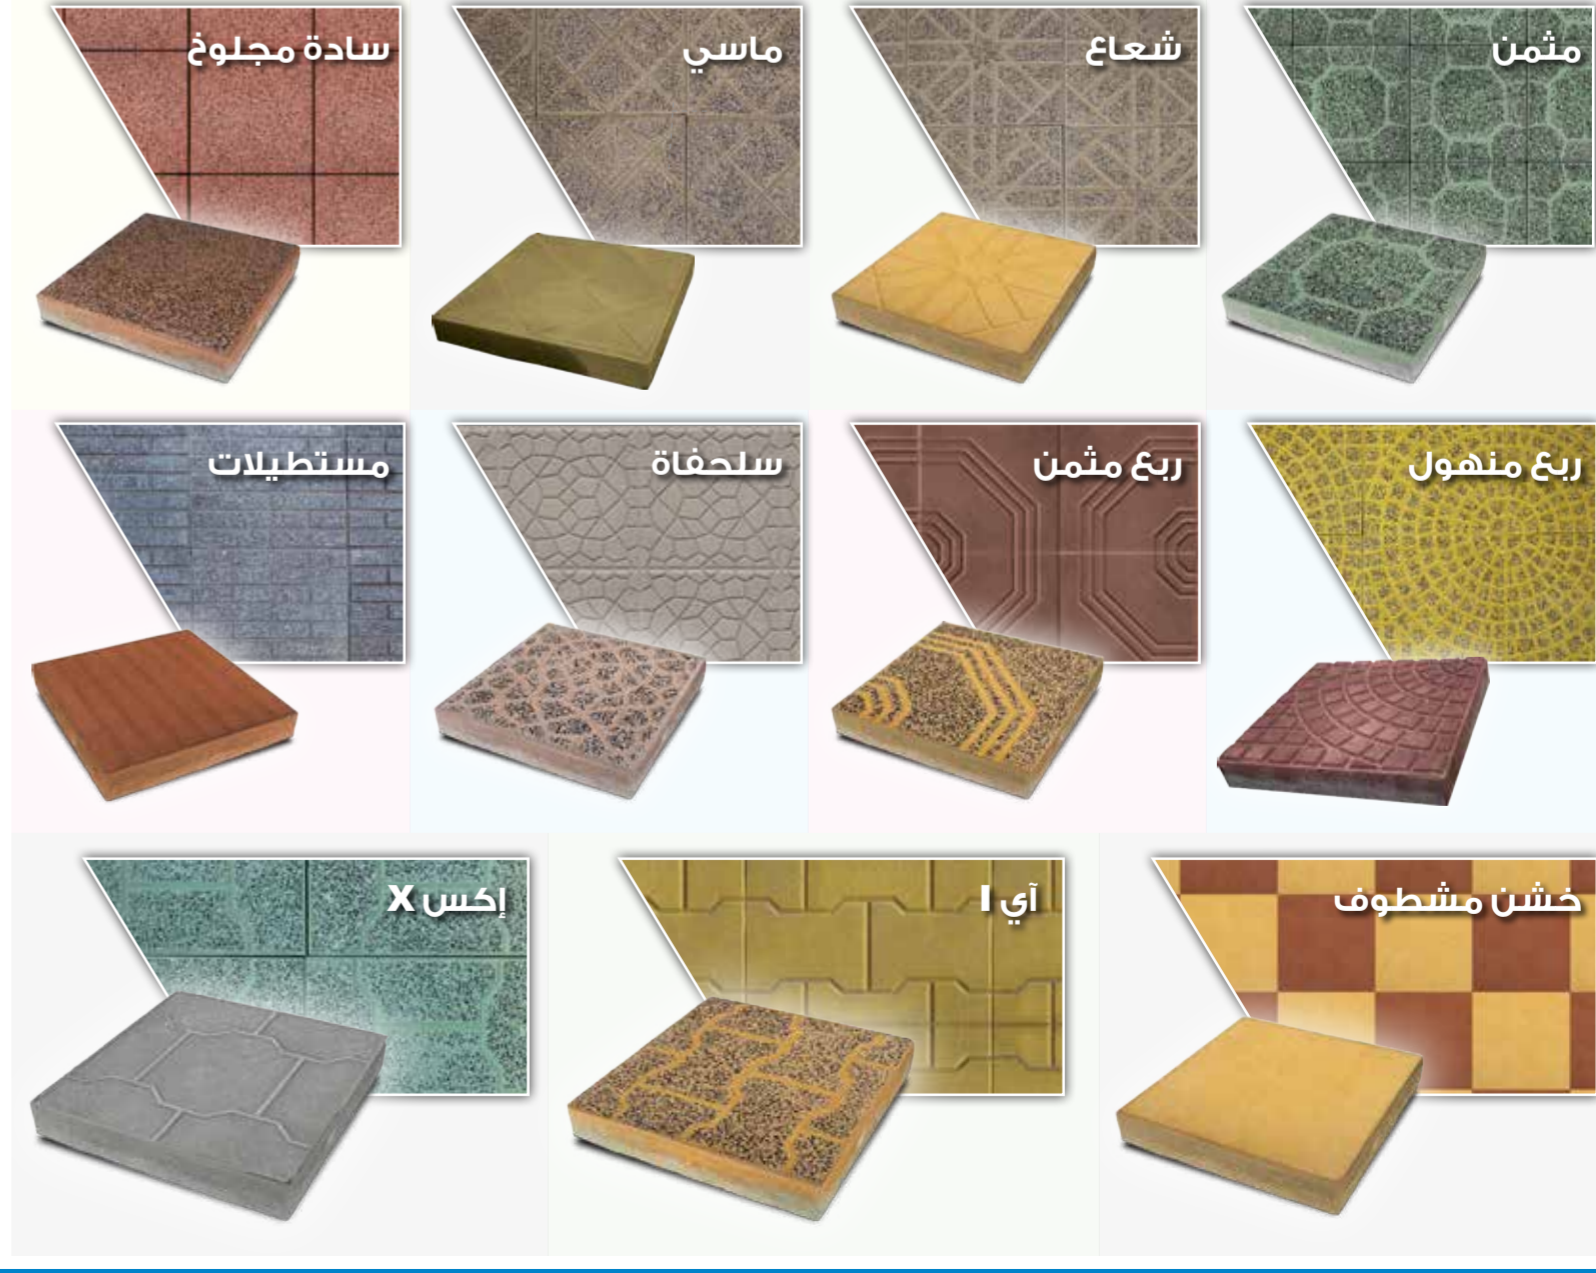 مثمن
شعاع
ماسي
سادة مجلوخ
ربع منهول
ربع مثمن
سلحفاة
مستطيلات
خشن مشطوف
آي I
إكس X